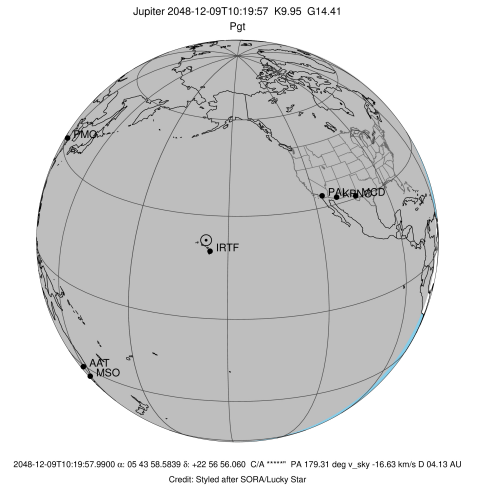 Jupiter 2048-12-09T10:19:57 K9.95 G14.41
Pgt
PMO
PAL
MCD
IRTF
AAT
MSO
2048-12-09T10:19:57.9900 α: 05 43 58.5839 δ: +22 56 56.060 C/A *****" PA 179.31 deg v_sky -16.63 km/s D 04.13 AU
Credit: Styled after SORA/Lucky Star